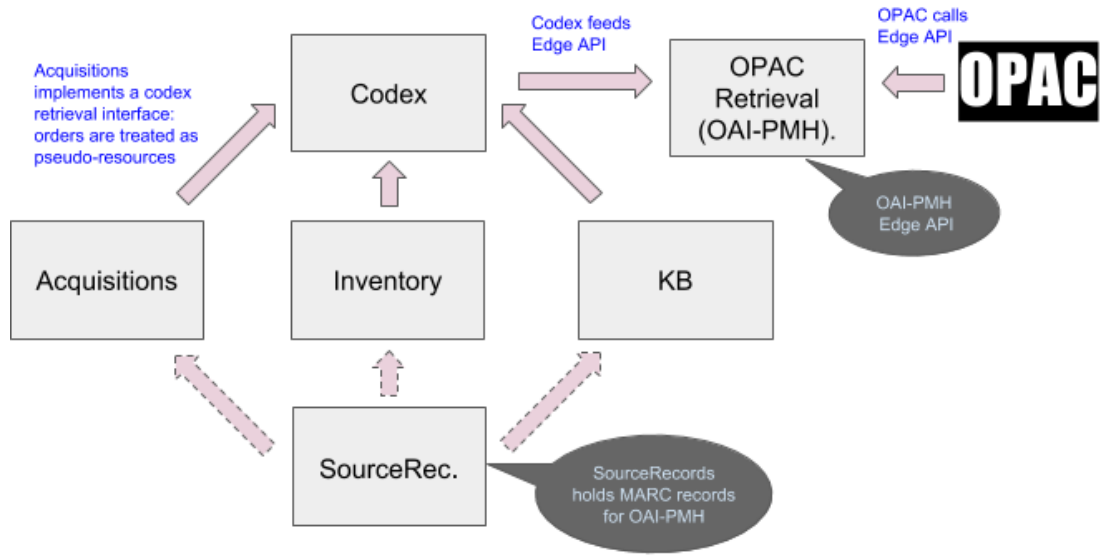 Acquisitions
implements a codex
retrieval interface:
orders are treated as
pseudo-resources
Codex
Codex feeds
Edge API
OPAC
Retrieval
(OAI-PMH).
OPAC calls
Edge API
OPAC
OAI-PMH
Edge API
Acquisitions
Inventory
KB
SourceRec.
SourceRecords
holds MARC records
for OAI-PMH